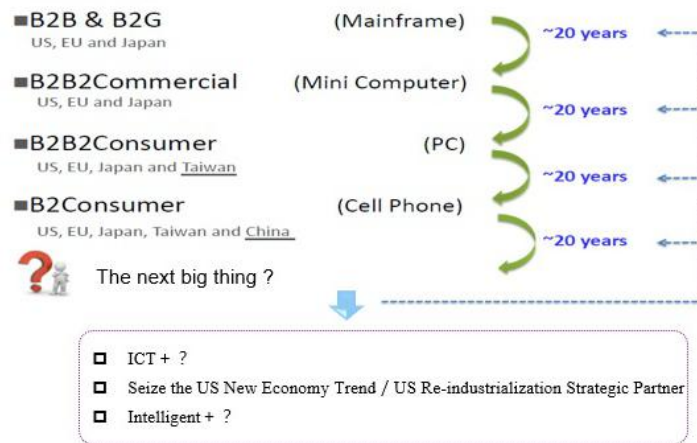 B2B & B2G (Mainframe) ~20 years
US, EU and Japan
B2B2Commercial (Mini Computer) ~20 years
US, EU and Japan
B2B2Consumer (PC) ~20 years
US, EU, Japan and Taiwan
B2Consumer (Cell Phone) ~20 years
US, EU, Japan, Taiwan and China
? The next big thing ?
ICT + ?
Seize the US New Economy Trend / US Re-industrialization Strategic Partner
Intelligent + ?